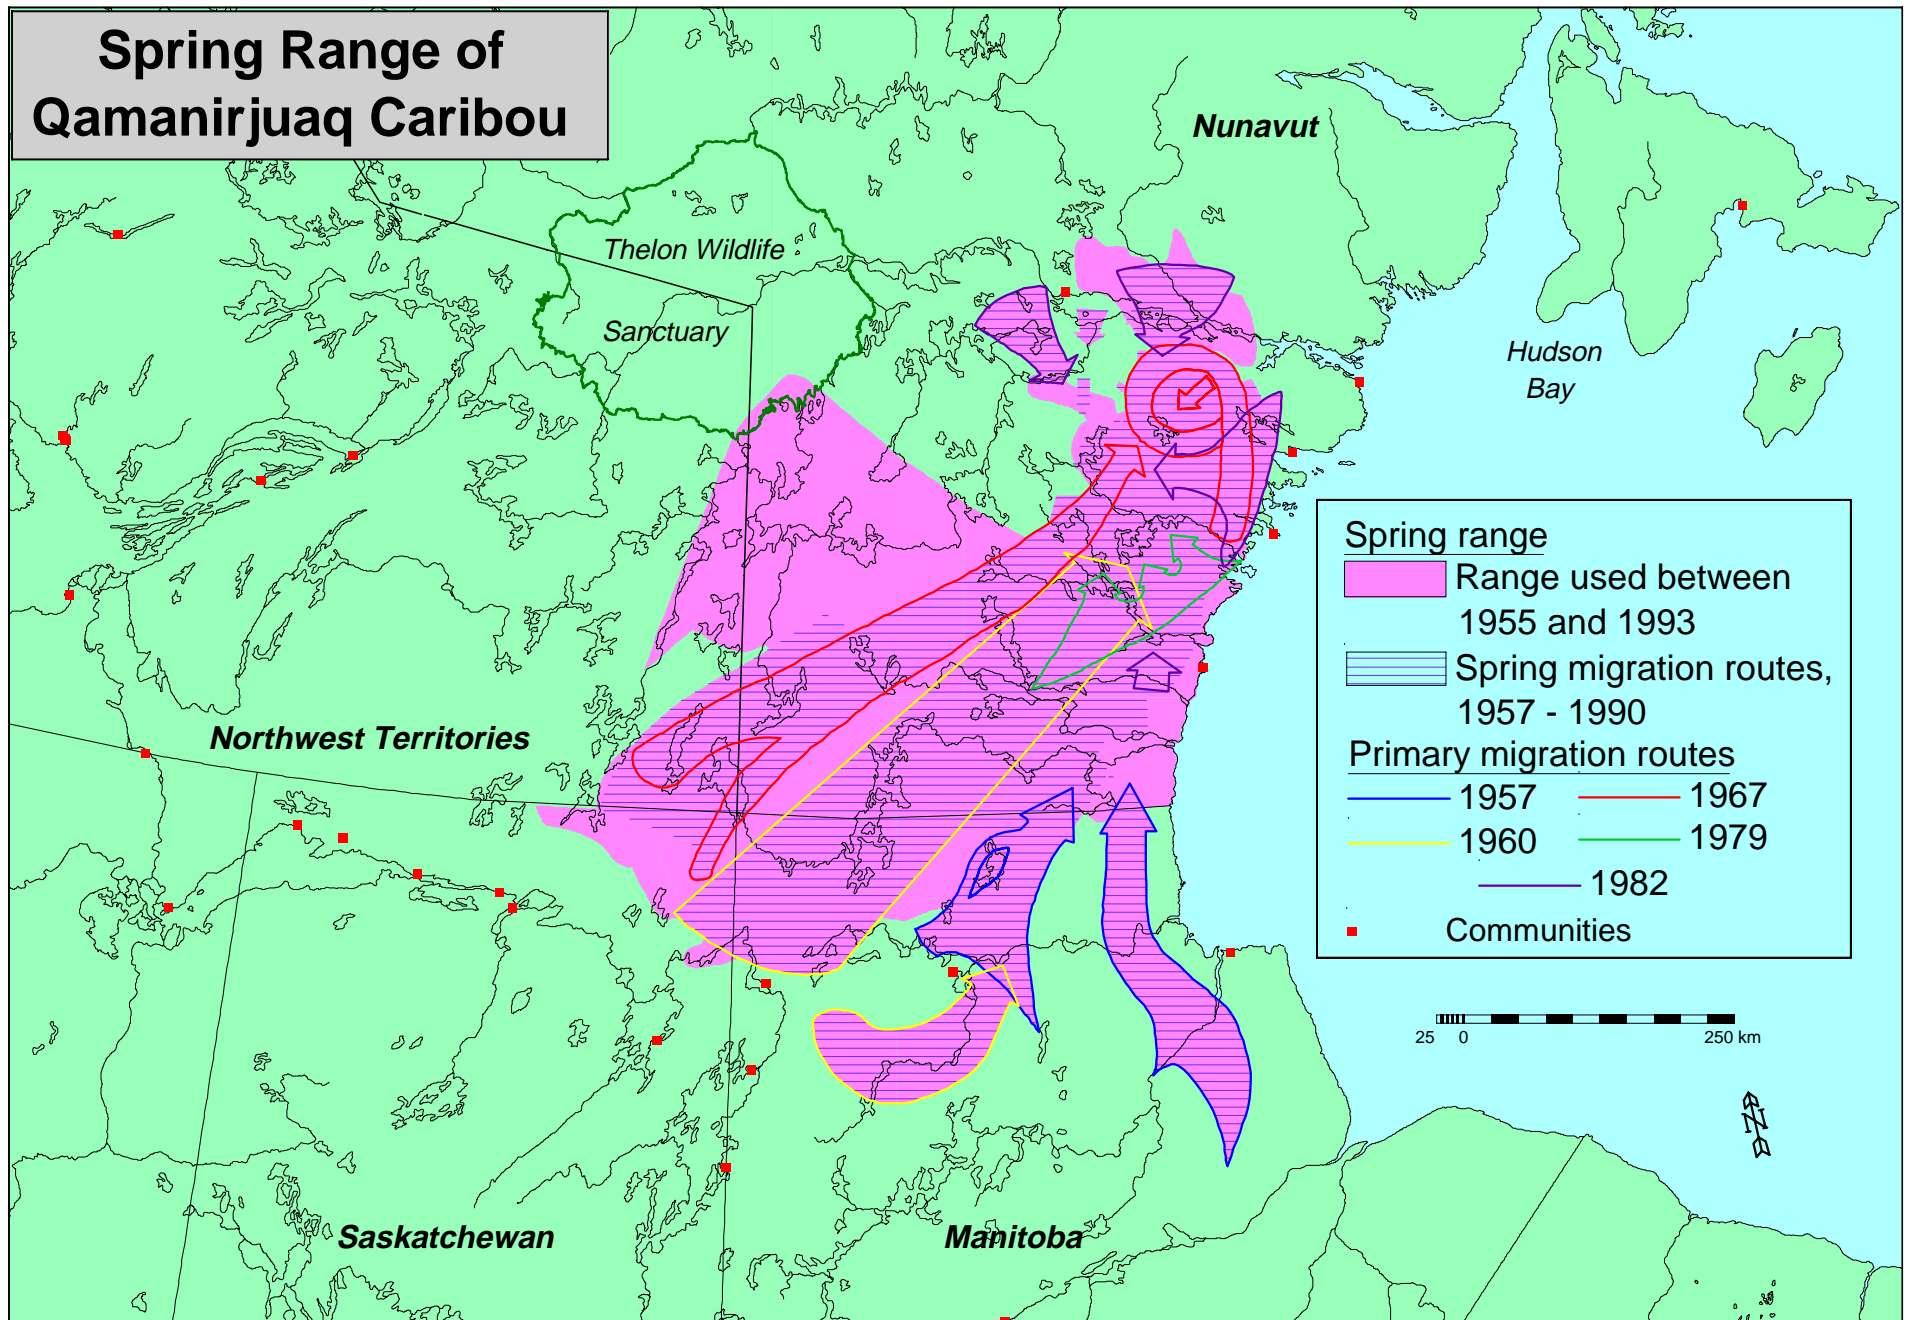 Spring Range of
Qamanirjuaq Caribou
Nunavut
Thelon Wildlife
Sanctuary
Hudson
Bay
Northwest Territories
Saskatchewan
Manitoba
Spring range
Range used between
1955 and 1993
Spring migration routes,
1957 - 1990
Primary migration routes
1957
1967
1960
1979
1982
Communities
25 0 250 km
N